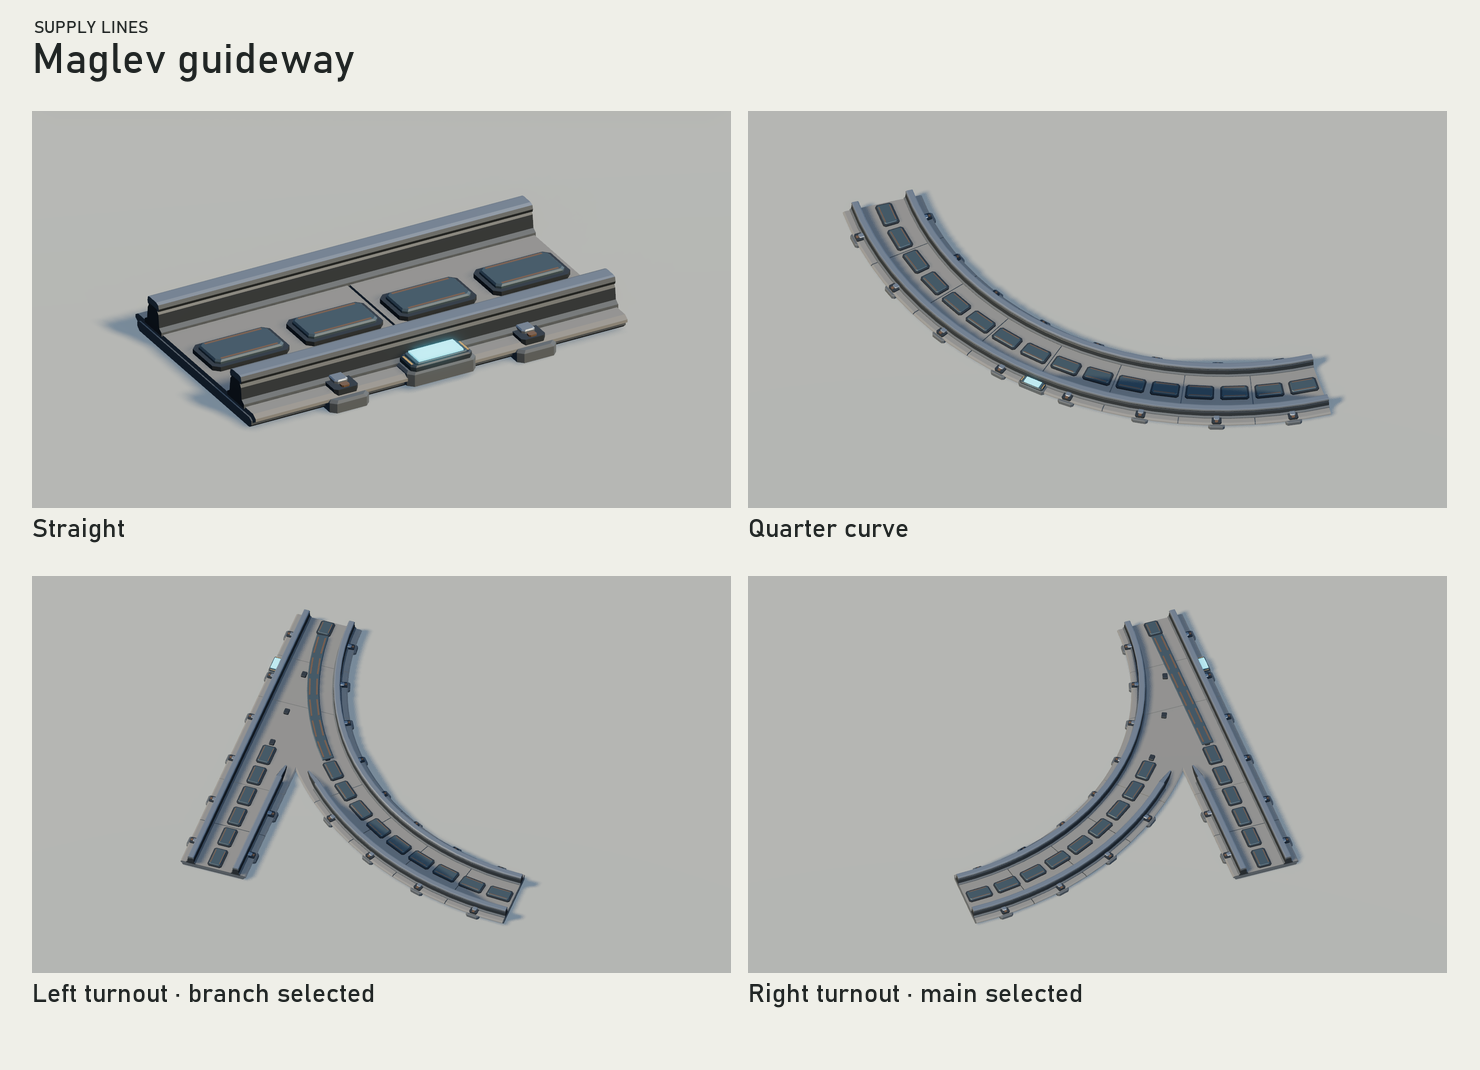 SUPPLY LINES
Maglev guideway
Straight
Quarter curve
Left turnout · branch selected
Right turnout · main selected